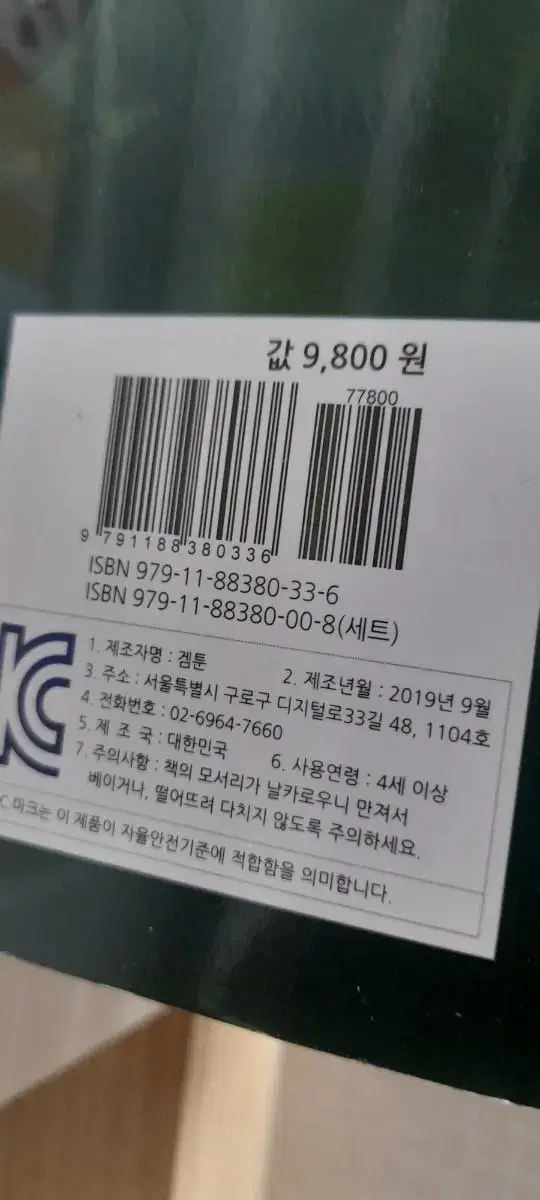 값 9,800 원
77800
9 791188 380336
ISBN 979-11-88380-33-6
ISBN 979-11-88380-00-8(세트)
1. 제조자명 : 겜툰 2. 제조년월 : 2019년 9월
3. 주소 : 서울특별시 구로구 디지털로33길 48, 1104호
4. 전화번호 : 02-6964-7660
5. 제 조 국 : 대한민국 6. 사용연령 : 4세 이상
7. 주의사항 : 책의 모서리가 날카로우니 만져서
베이거나, 떨어뜨려 다치지 않도록 주의하세요.
C 마크는 이 제품이 자율안전기준에 적합함을 의미합니다.